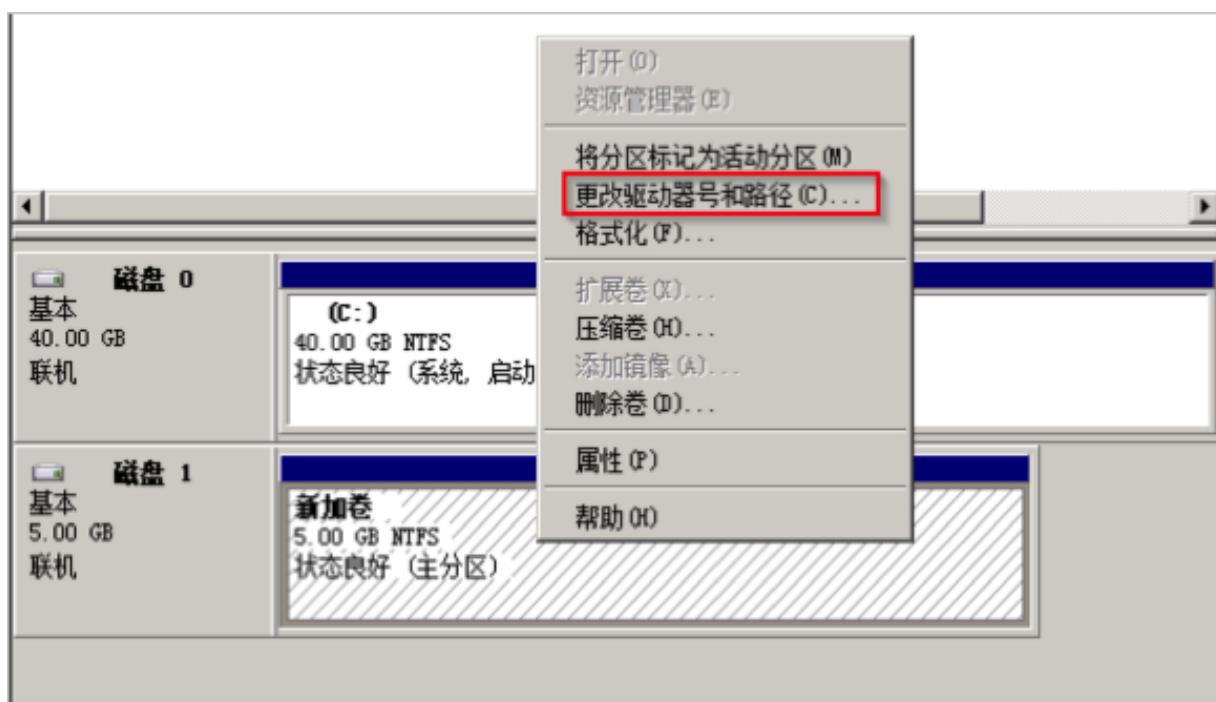 打开(O)
资源管理器(E)
将分区标记为活动分区(M)
更改驱动器号和路径(C)...
格式化(F)...
扩展卷(X)...
压缩卷(H)...
添加镜像(A)...
删除卷(D)...
属性(P)
帮助(H)
磁盘 0
基本
40.00 GB
联机
(C:)
40.00 GB NTFS
状态良好 (系统, 启动
磁盘 1
基本
5.00 GB
联机
新加卷
5.00 GB NTFS
状态良好 (主分区)